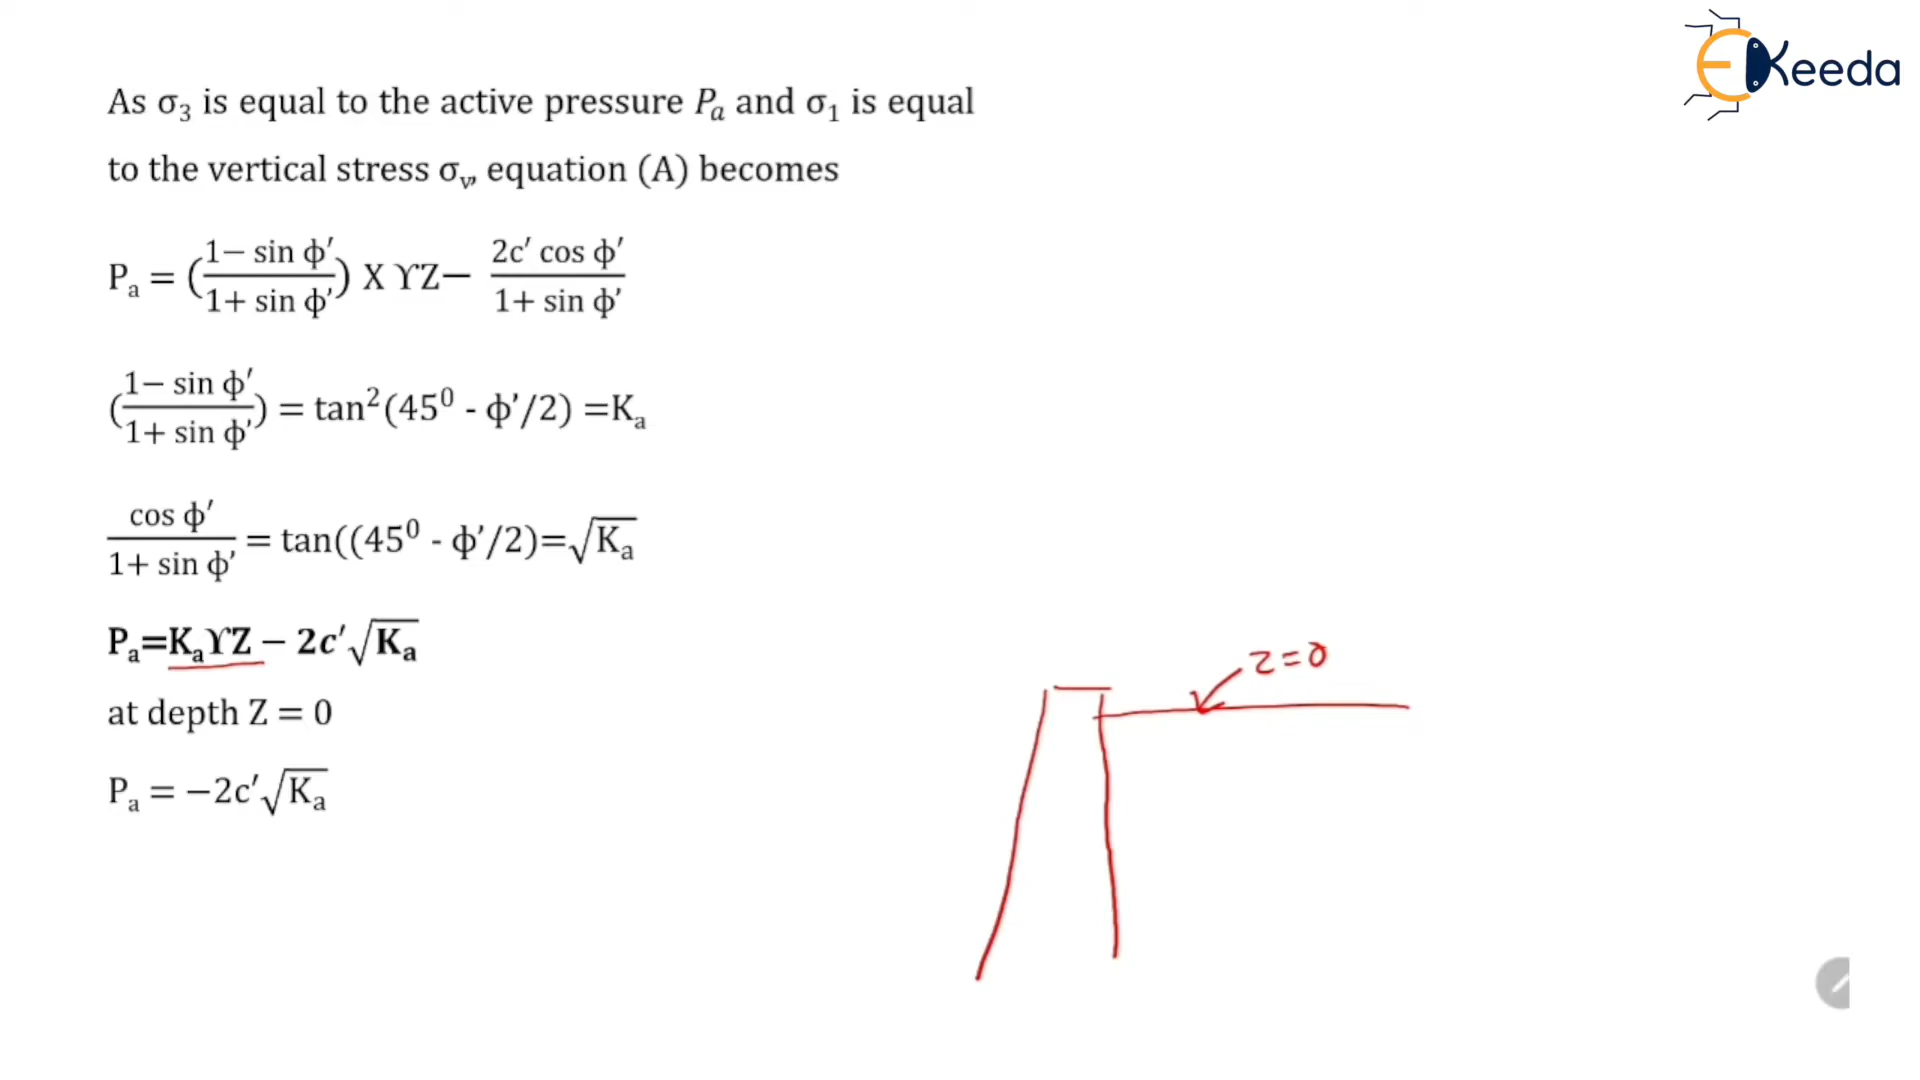 EKeeda
As σ₃ is equal to the active pressure Pₐ and σ₁ is equal
to the vertical stress σᵥ, equation (A) becomes
Pₐ = (1− sin ϕ′ / 1+ sin ϕ′) X ϒZ− 2c′ cos ϕ′ / 1+ sin ϕ′
(1− sin ϕ′ / 1+ sin ϕ′) = tan²(45⁰ - ϕ’/2) =Kₐ
cos ϕ′ / 1+ sin ϕ′ = tan((45⁰ - ϕ’/2)=√Kₐ
Pₐ=KₐϒZ − 2c′√Kₐ
z=0
at depth Z = 0
Pₐ = −2c′√Kₐ